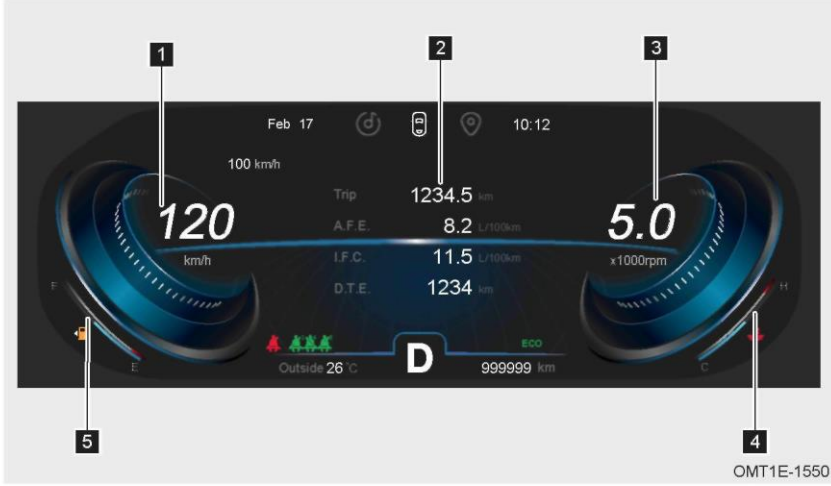 1
2
3
Feb 17
10:12
100 km/h
Trip 1234.5 km
120
5.0
A.F.E. 8.2 L/100km
km/h
I.F.C. 11.5 L/100km
x1000rpm
F
D.T.E. 1234 km
H
E
ECO
C
Outside 26 °C
D
999999 km
5
4
OMT1E-1550